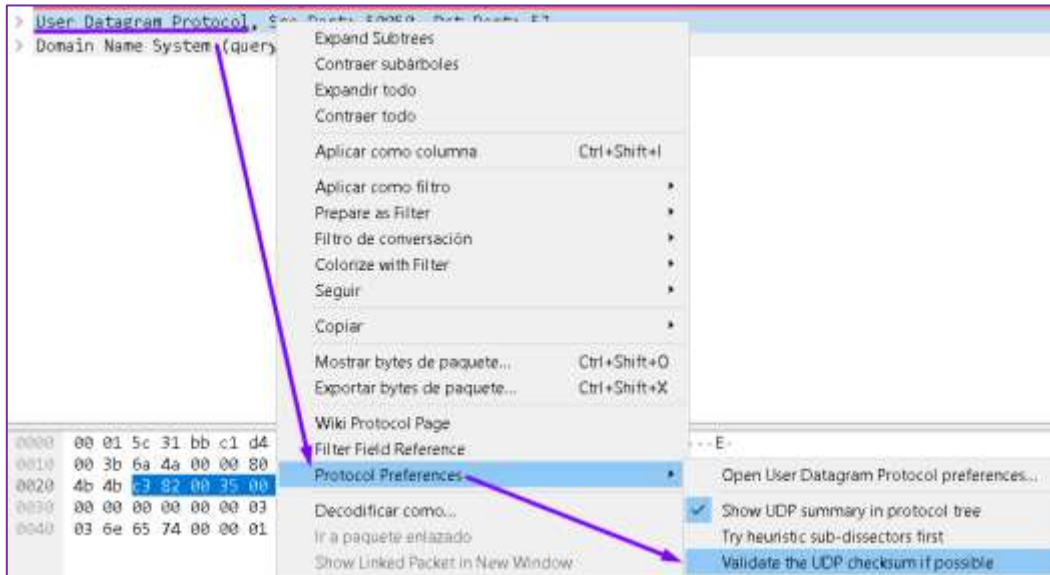 User Datagram Protocol,
Domain Name System (query
Expand Subtrees
Contraer subárboles
Expandir todo
Contraer todo
Aplicar como columna Ctrl+Shift+I
Aplicar como filtro
Prepare as Filter
Filtro de conversación
Colorize with Filter
Seguir
Copiar
Mostrar bytes de paquete... Ctrl+Shift+O
Exportar bytes de paquete... Ctrl+Shift+X
Wiki Protocol Page
Filter Field Reference
Protocol Preferences
Decodificar como...
Ir a paquete enlazado
Show Linked Packet in New Window
0000 00 01 5c 31 bb c1 d4 ...E.
0010 00 3b 6a 4a 00 00 80
0020 4b 4b c3 82 00 35 00
0030 00 00 00 00 00 00 03
0040 03 6e 65 74 00 00 01
Open User Datagram Protocol preferences...
Show UDP summary in protocol tree
Try heuristic sub-dissectors first
Validate the UDP checksum if possible